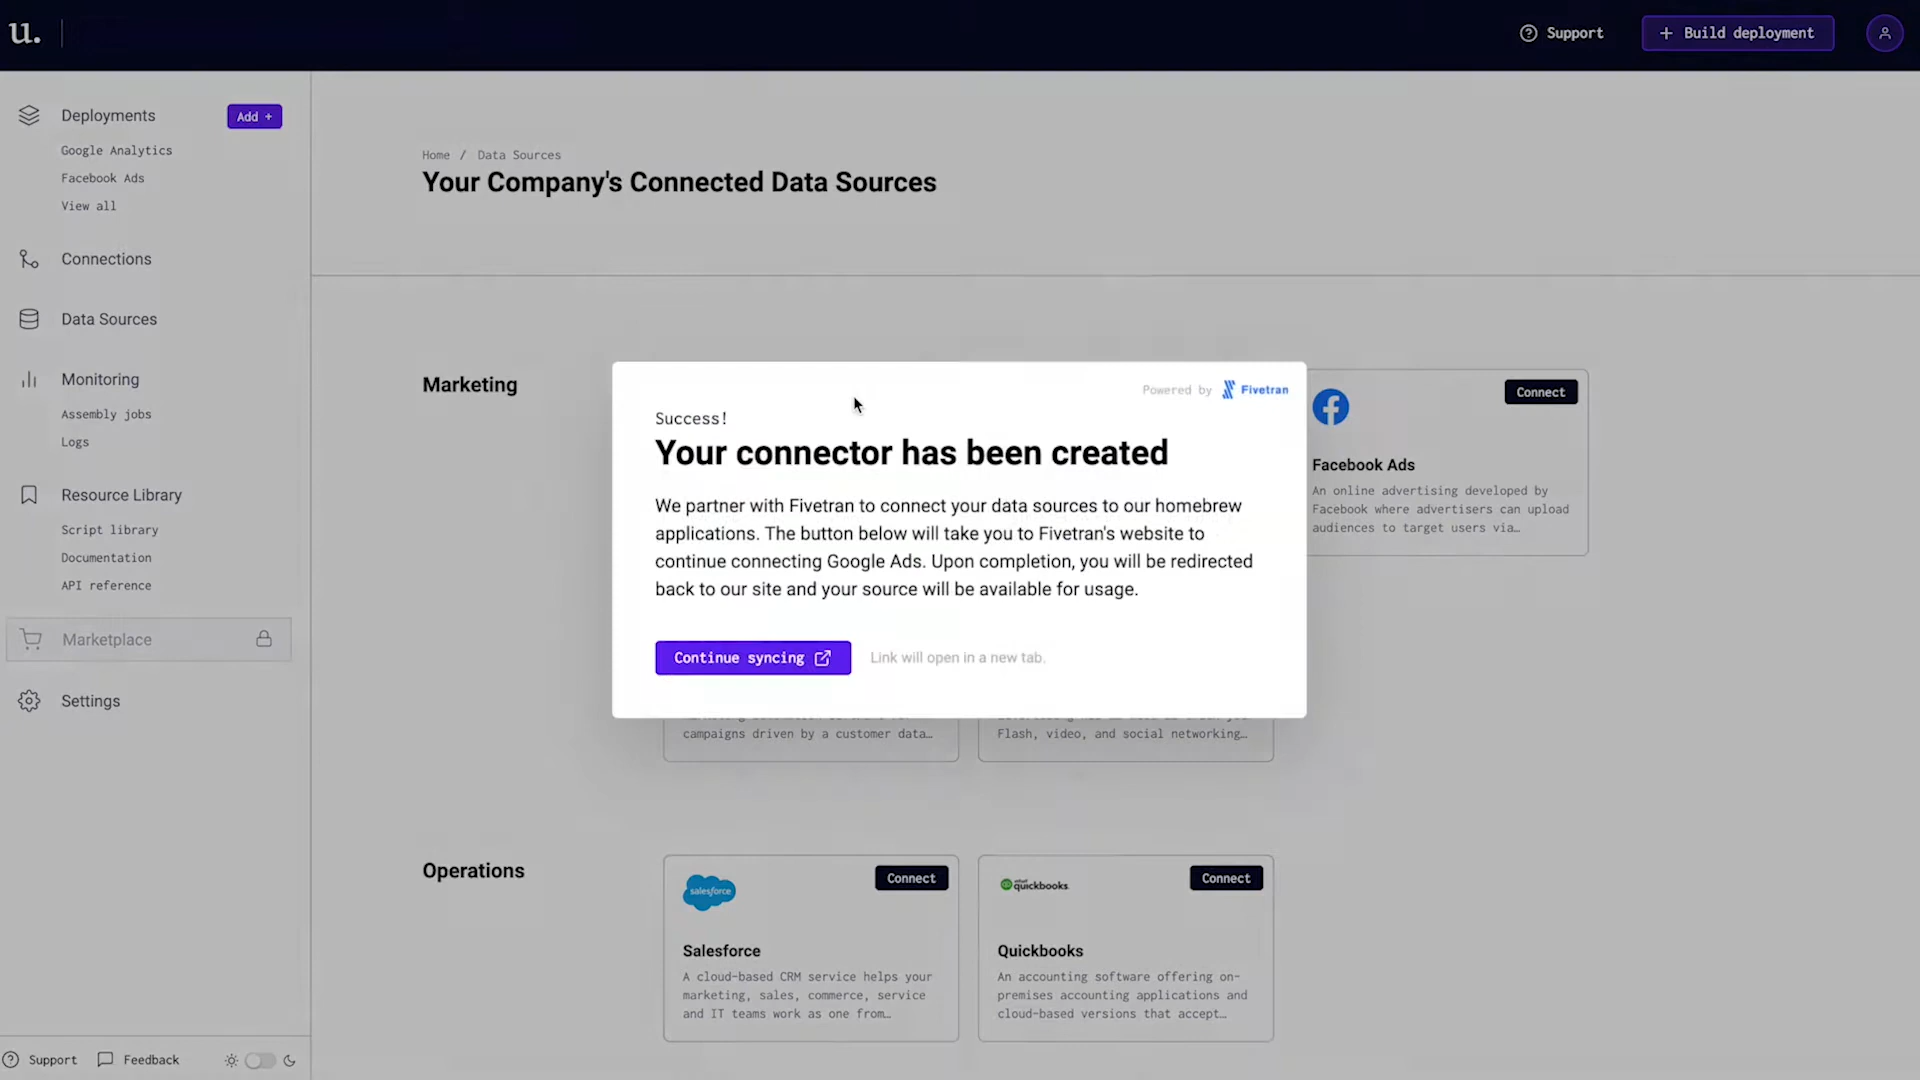 u.
Support
+ Build deployment
Deployments
Add +
Google Analytics
Facebook Ads
View all
Connections
Data Sources
Monitoring
Assembly jobs
Logs
Resource Library
Script library
Documentation
API reference
Marketplace
Settings
Support
Feedback
Home / Data Sources
Your Company's Connected Data Sources
Marketing
Powered by Fivetran
Success!
Your connector has been created
We partner with Fivetran to connect your data sources to our homebrew
applications. The button below will take you to Fivetran's website to
continue connecting Google Ads. Upon completion, you will be redirected
back to our site and your source will be available for usage.
Continue syncing
Link will open in a new tab.
Connect
Facebook Ads
An online advertising developed by
Facebook where advertisers can upload
audiences to target users via…
campaigns driven by a customer data…
Flash, video, and social networking…
Operations
salesforce
Connect
Salesforce
A cloud-based CRM service helps your
marketing, sales, commerce, service
and IT teams work as one from…
quickbooks.
Connect
Quickbooks
An accounting software offering on-
premises accounting applications and
cloud-based versions that accept…